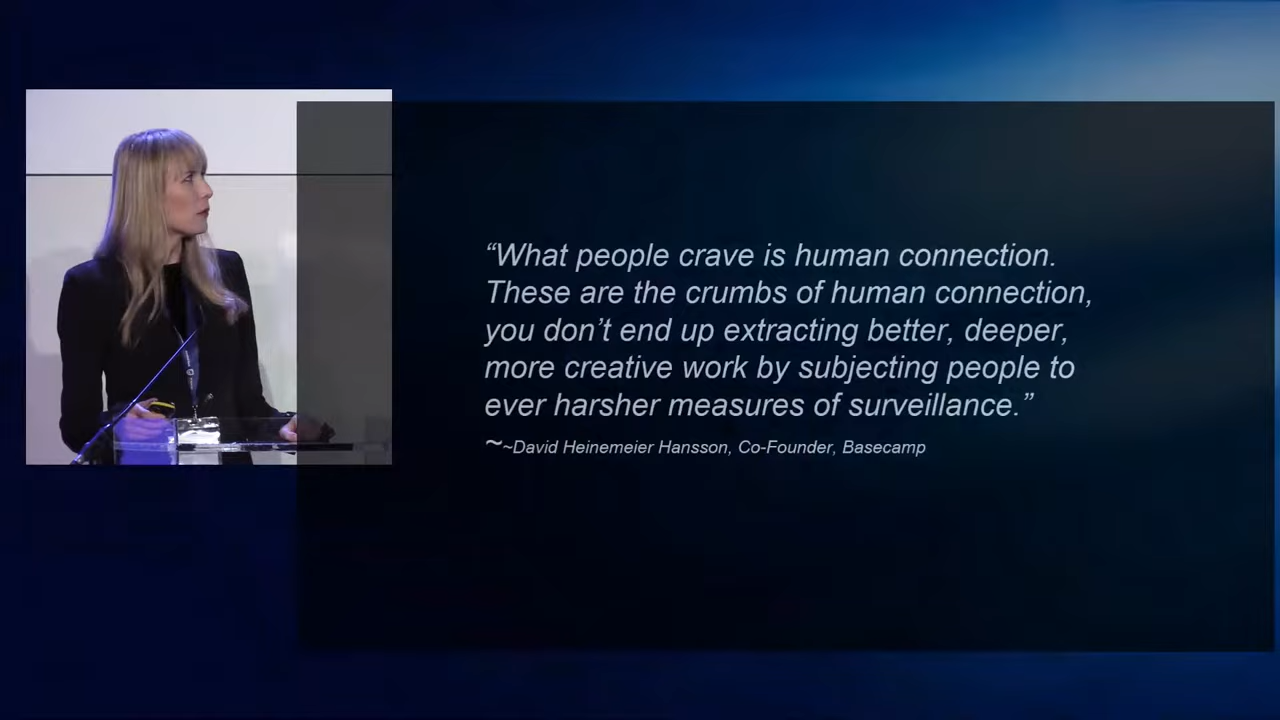 “What people crave is human connection.
These are the crumbs of human connection,
you don’t end up extracting better, deeper,
more creative work by subjecting people to
ever harsher measures of surveillance.”
~~David Heinemeier Hansson, Co-Founder, Basecamp